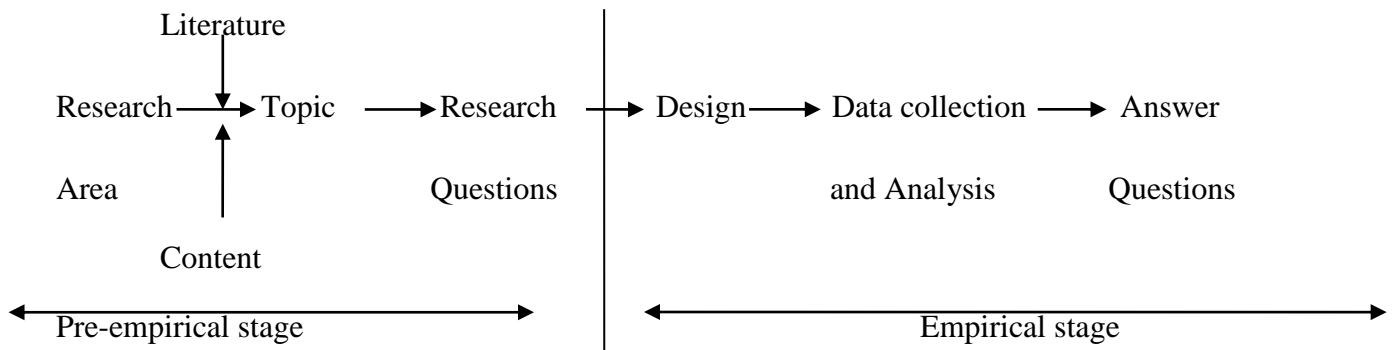 Literature
Research Topic Research Design Data collection Answer
Area Questions and Analysis Questions
Content
Pre-empirical stage Empirical stage